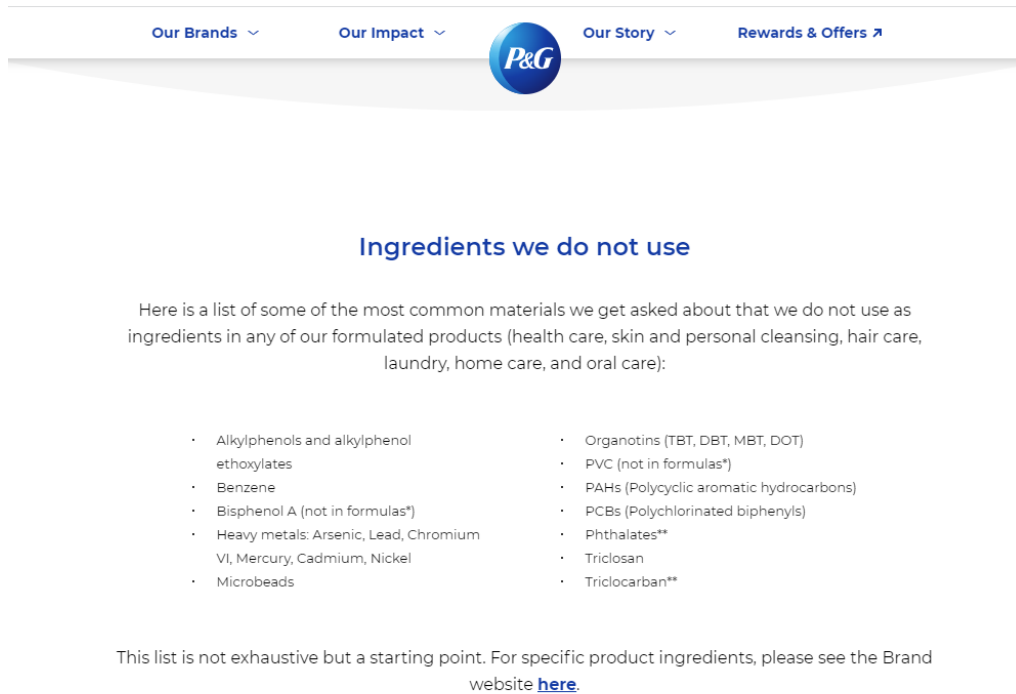 Our Brands
Our Impact
P&G
Our Story
Rewards & Offers
Ingredients we do not use
Here is a list of some of the most common materials we get asked about that we do not use as
ingredients in any of our formulated products (health care, skin and personal cleansing, hair care,
laundry, home care, and oral care):
· Alkylphenols and alkylphenol
ethoxylates
· Benzene
· Bisphenol A (not in formulas*)
· Heavy metals: Arsenic, Lead, Chromium
VI, Mercury, Cadmium, Nickel
· Microbeads
· Organotins (TBT, DBT, MBT, DOT)
· PVC (not in formulas*)
· PAHs (Polycyclic aromatic hydrocarbons)
· PCBs (Polychlorinated biphenyls)
· Phthalates**
· Triclosan
· Triclocarban**
This list is not exhaustive but a starting point. For specific product ingredients, please see the Brand
website here.